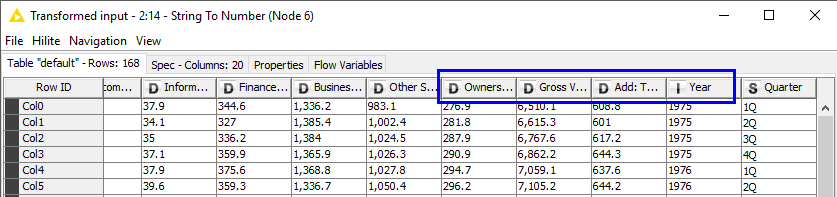 Transformed input - 2:14 - String To Number (Node 6)
File Hilite Navigation View
Table "default" - Rows: 168 Spec - Columns: 20 Properties Flow Variables
Row ID com... D Inform... D Finance... D Busines... D Other S... D Owners... D Gross V... D Add: T... I Year S Quarter
Col0 37.9 344.6 1,336.2 983.1 276.9 6,510.1 608.8 1975 1Q
Col1 34.1 327 1,385.4 1,002.4 281.8 6,615.3 601 1975 2Q
Col2 35 336.2 1,384 1,024.5 287.9 6,767.6 617.2 1975 3Q
Col3 37.1 359.9 1,365.9 1,026.3 290.9 6,862.2 644.3 1975 4Q
Col4 37.9 375.6 1,368.8 1,027.8 294.7 7,059.1 637.6 1976 1Q
Col5 39.6 359.3 1,336.7 1,050.4 296.2 7,105.2 644.2 1976 2Q